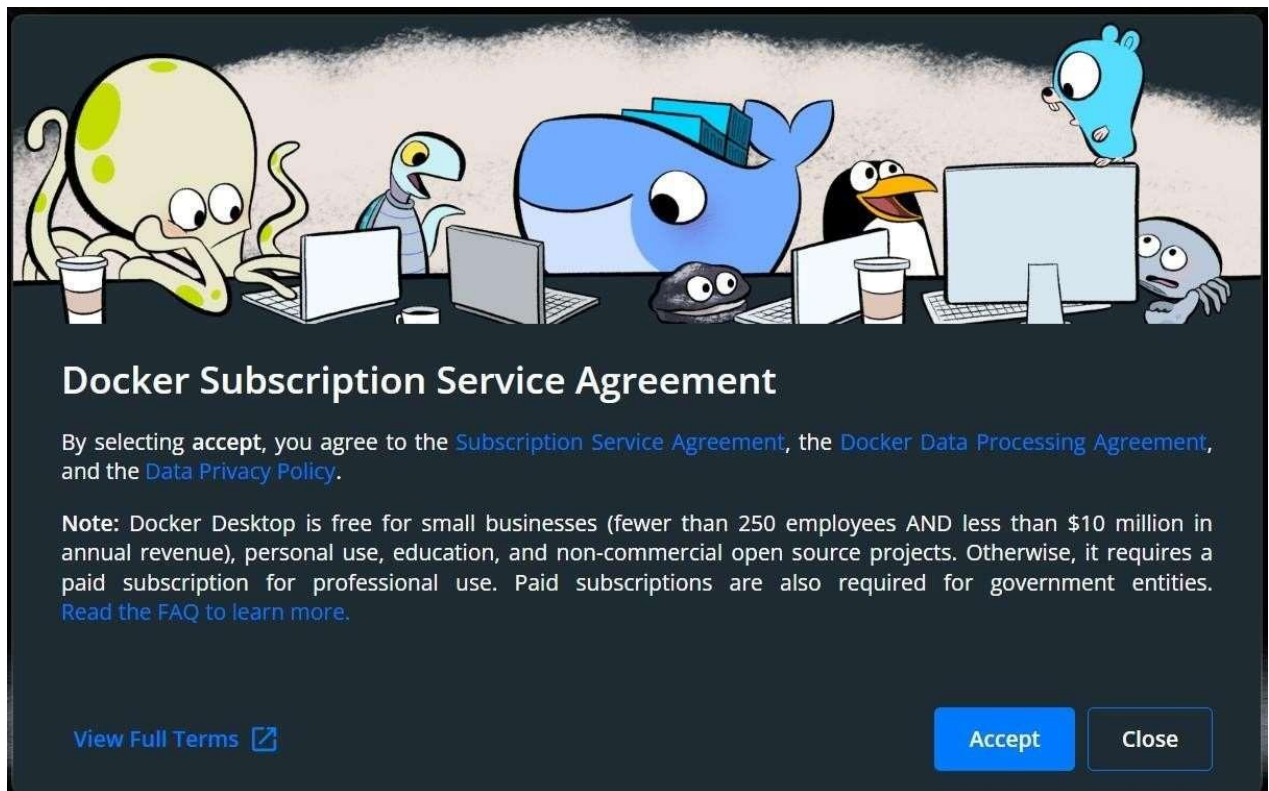 Docker Subscription Service Agreement
By selecting accept, you agree to the Subscription Service Agreement, the Docker Data Processing Agreement,
and the Data Privacy Policy.
Note: Docker Desktop is free for small businesses (fewer than 250 employees AND less than $10 million in
annual revenue), personal use, education, and non-commercial open source projects. Otherwise, it requires a
paid subscription for professional use. Paid subscriptions are also required for government entities.
Read the FAQ to learn more.
View Full Terms
Accept
Close